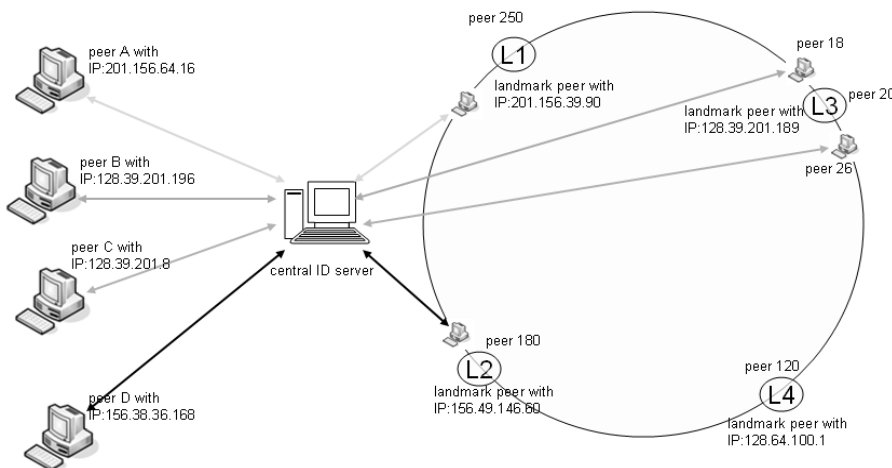 peer A with
IP:201.156.64.16
peer B with
IP:128.39.201.196
peer C with
IP:128.39.201.8
peer D with
IP:156.38.36.168
central ID server
peer 250
L1
landmark peer with
IP:201.156.39.90
peer 18
peer 20
L3
landmark peer with
IP:128.39.201.189
peer 26
peer 180
L2
landmark peer with
IP:156.49.146.60
peer 120
L4
landmark peer with
IP:128.64.100.1